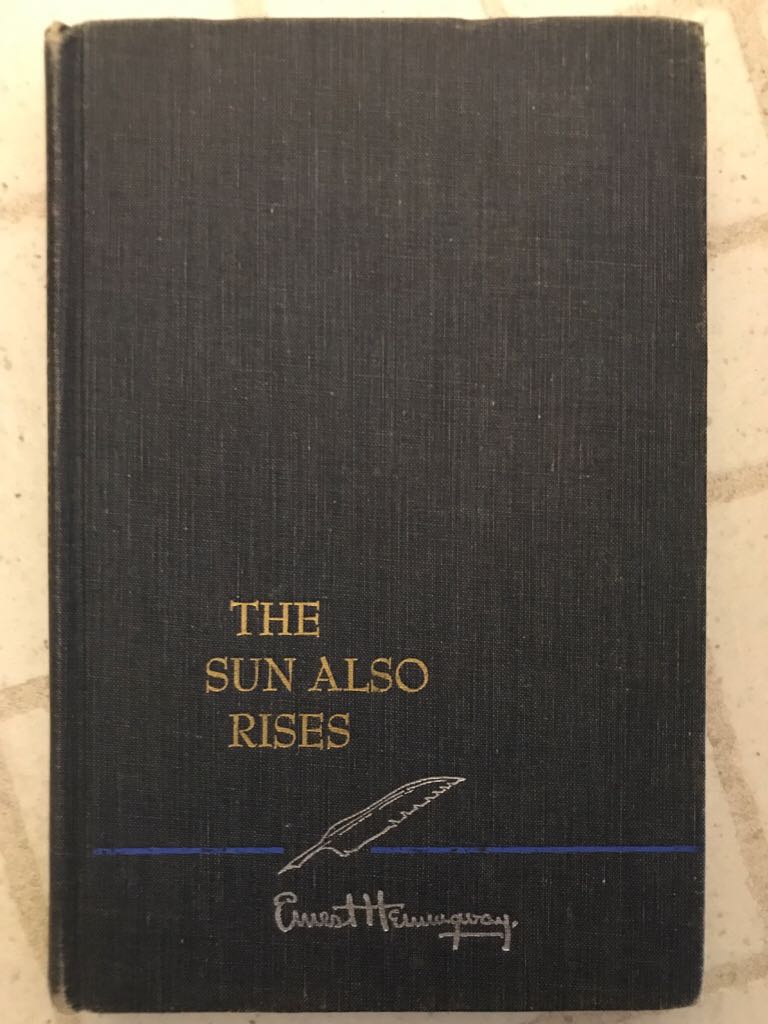 THE
SUN ALSO
RISES
Ernest Hemingway.